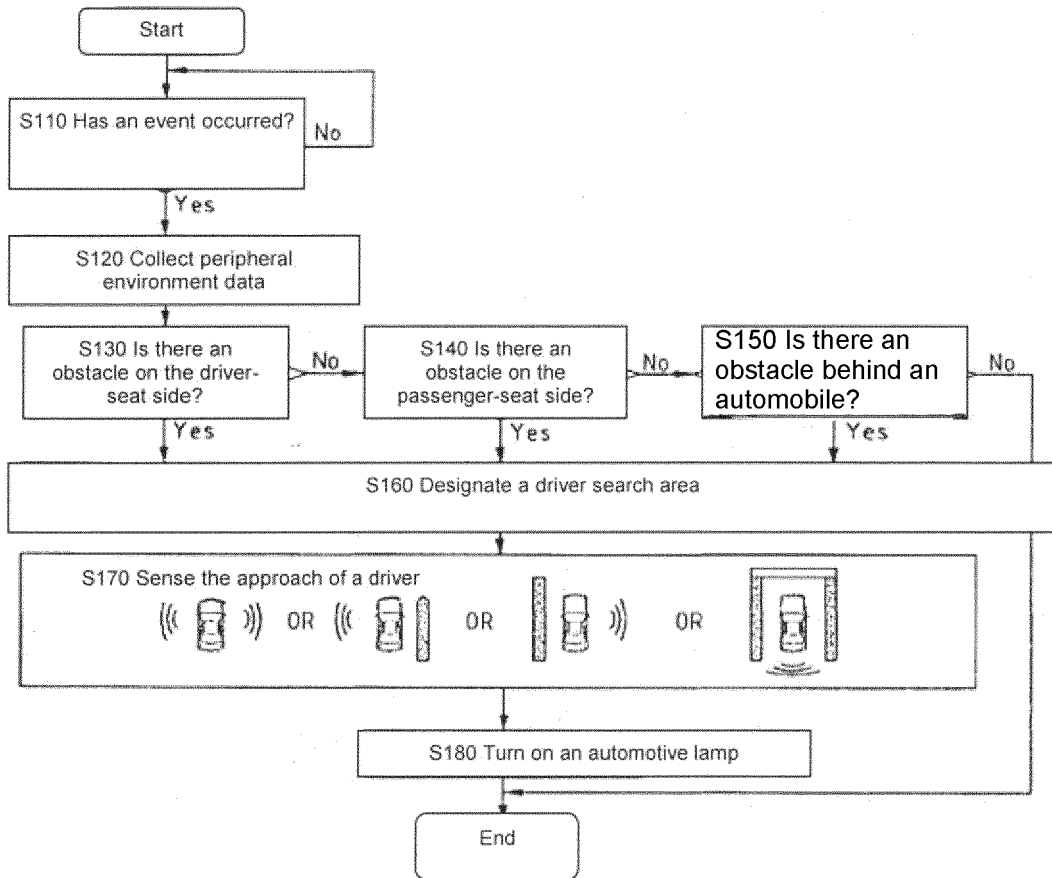 Start
S110 Has an event occurred?
No
Yes
S120 Collect peripheral
environment data
S130 Is there an
obstacle on the driver-
seat side?
No
S140 Is there an
obstacle on the
passenger-seat side?
No
S150 Is there an
obstacle behind an
automobile?
No
Yes
Yes
Yes
S160 Designate a driver search area
S170 Sense the approach of a driver
OR
OR
OR
S180 Turn on an automotive lamp
End